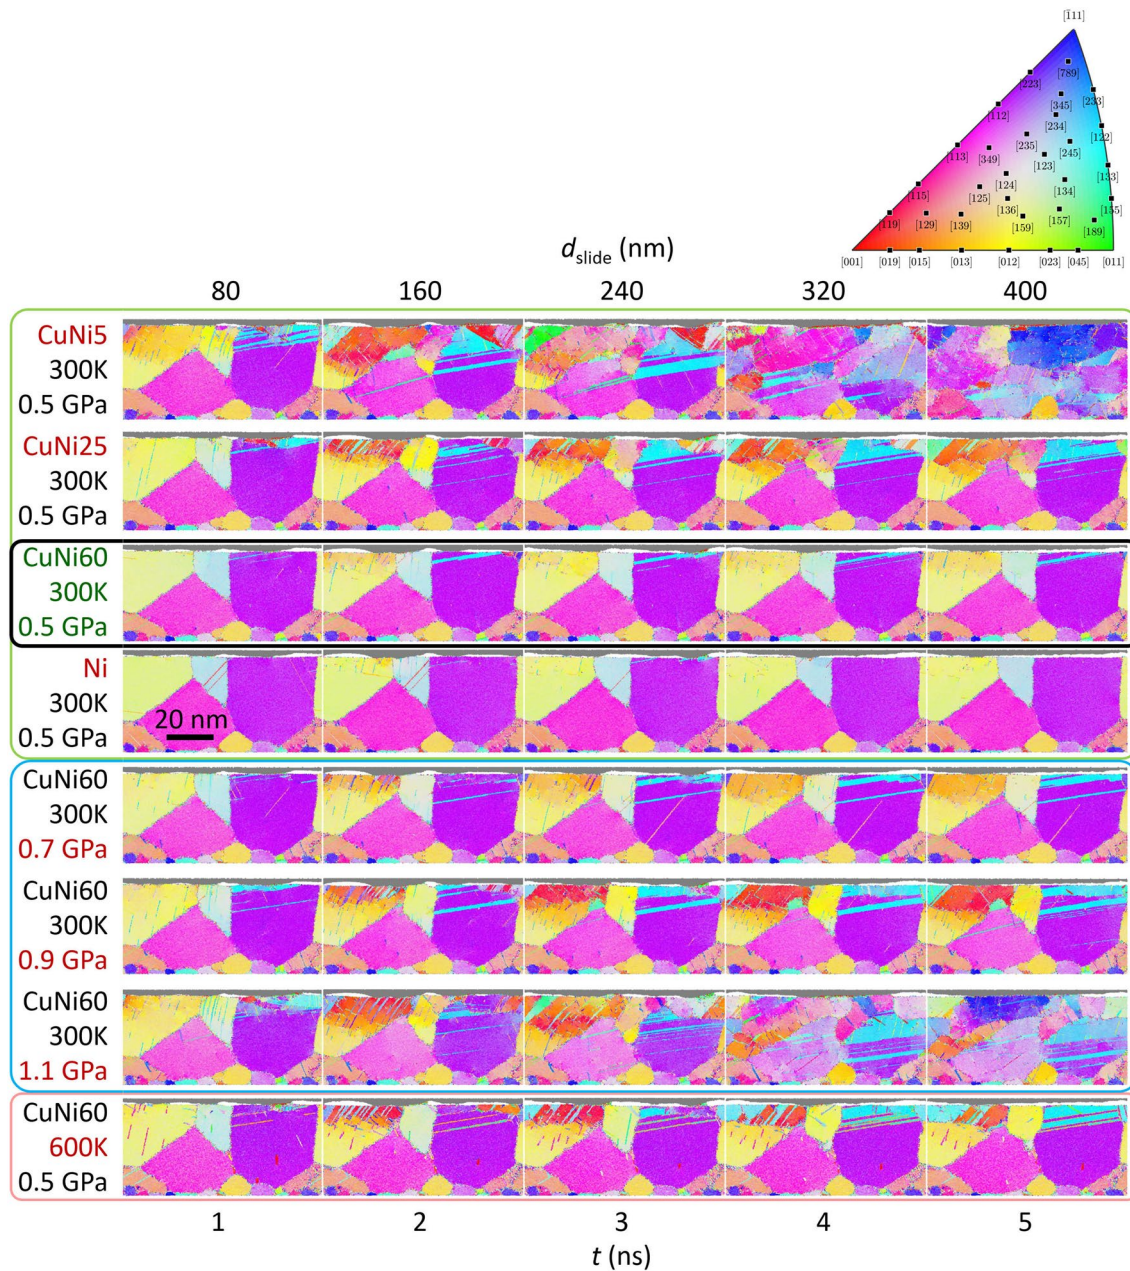 [1̄11]
[789]
[223]
[345]
[233]
[112]
[234]
[122]
[235]
[245]
[113]
[349]
[123]
[133]
[124]
[134]
[115]
[125]
[136]
[155]
[119]
[129]
[139]
[159]
[157]
[189]
[001]
[019]
[015]
[013]
[012]
[023]
[045]
[011]
d_slide (nm)
80 160 240 320 400
CuNi5
300K
0.5 GPa
CuNi25
300K
0.5 GPa
CuNi60
300K
0.5 GPa
Ni
300K
0.5 GPa
20 nm
CuNi60
300K
0.7 GPa
CuNi60
300K
0.9 GPa
CuNi60
300K
1.1 GPa
CuNi60
600K
0.5 GPa
1 2 3 4 5
t (ns)